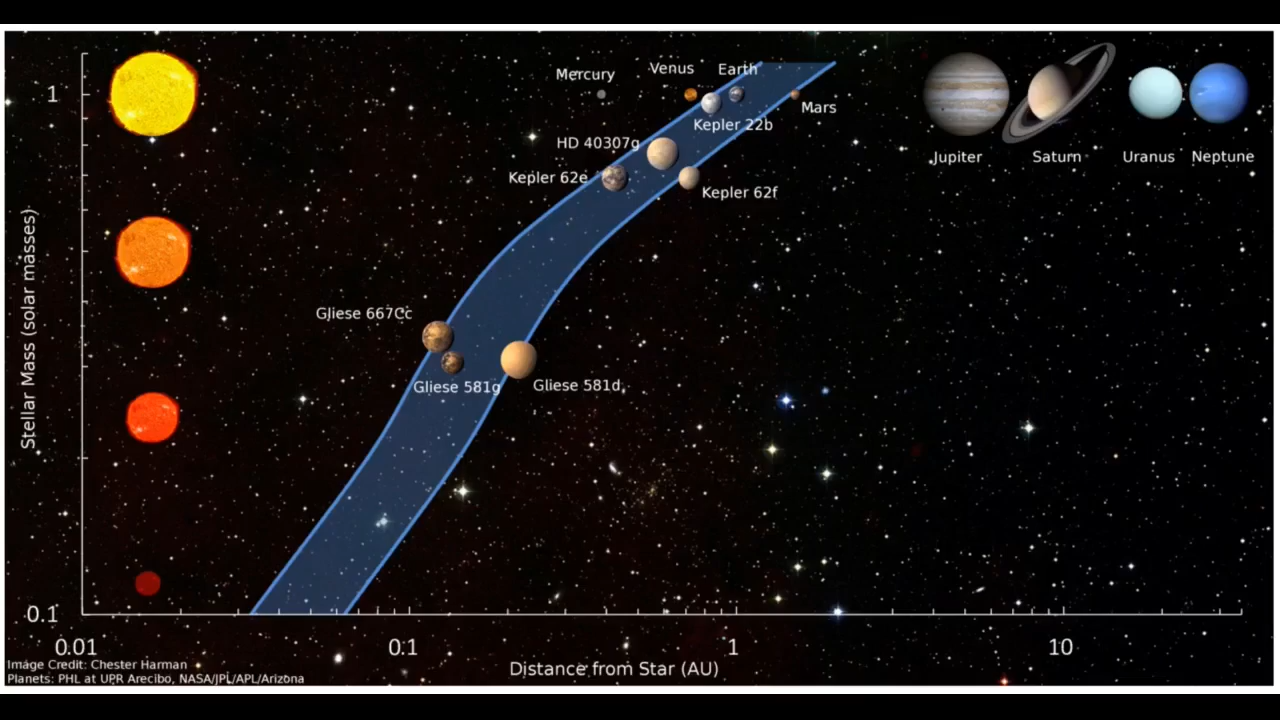 Mercury
Venus
Earth
1
Mars
Kepler 22b
HD 40307g
Jupiter
Saturn
Uranus
Neptune
Kepler 62e
Kepler 62f
Stellar Mass (solar masses)
Gliese 667Cc
Gliese 581g
Gliese 581d
0.1
0.01
0.1
1
10
Distance from Star (AU)
Image Credit: Chester Harman
Planets: PHL at UPR Arecibo, NASA/JPL/APL/Arizona